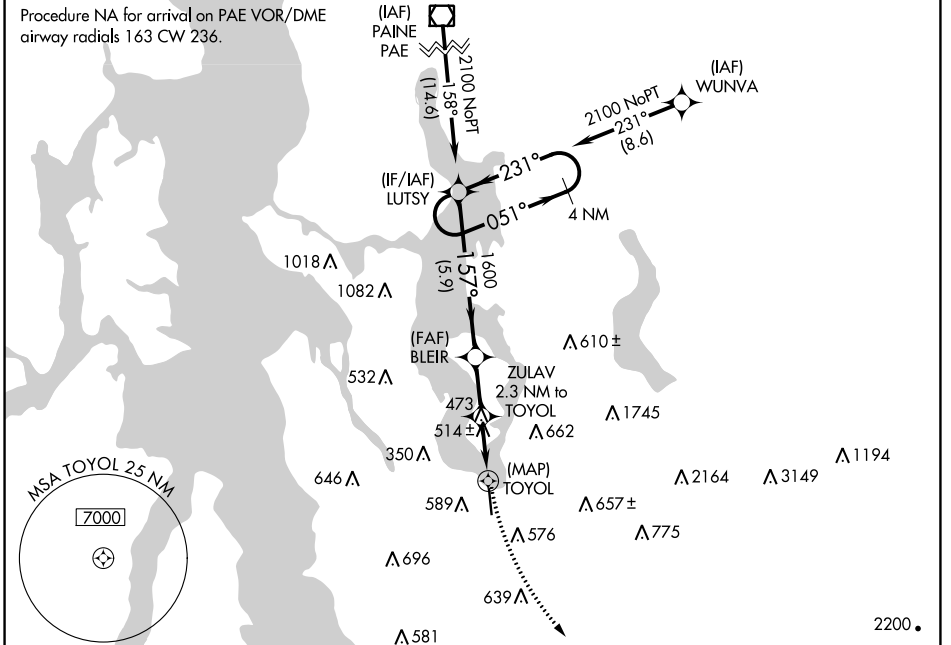 Procedure NA for arrival on PAE VOR/DME
airway radials 163 CW 236.
(IAF)
PAINE
PAE
2100 NoPT
158°
(14.6)
(IAF)
WUNVA
2100 NoPT
231°
(8.6)
(IF/IAF)
LUTSY
231°
051°
4 NM
1600
157°
(5.9)
1018
1082
(FAF)
BLEIR
610 ±
532
ZULAV
2.3 NM to
TOYOL
473
514 ±
662
1745
350
646
(MAP)
TOYOL
2164
3149
1194
589
657 ±
576
775
696
639
581
2200
MSA TOYOL 25 NM
7000